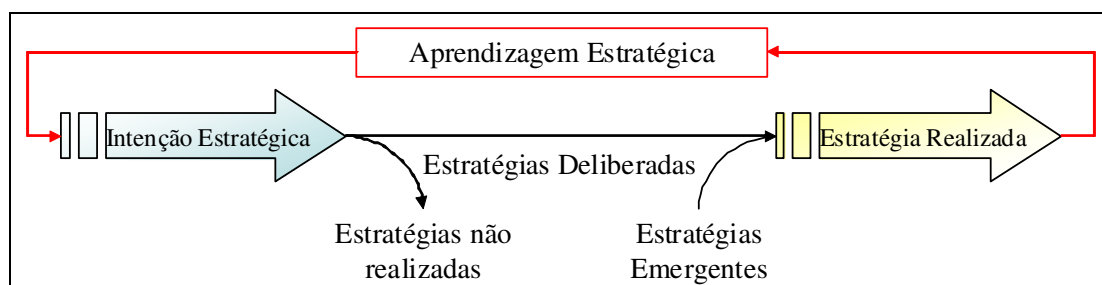 Aprendizagem Estratégica
Intenção Estratégica
Estratégia Realizada
Estratégias Deliberadas
Estratégias não
realizadas
Estratégias
Emergentes